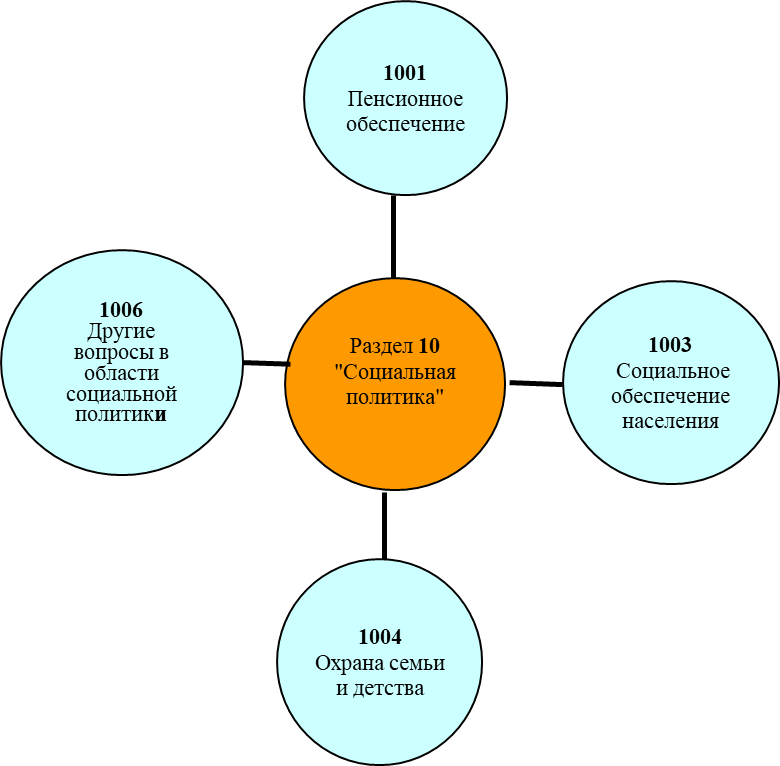 1001
Пенсионное
обеспечение
1006
Другие
вопросы в
области
социальной
политики
Раздел 10
"Социальная
политика"
1003
Социальное
обеспечение
населения
1004
Охрана семьи
и детства